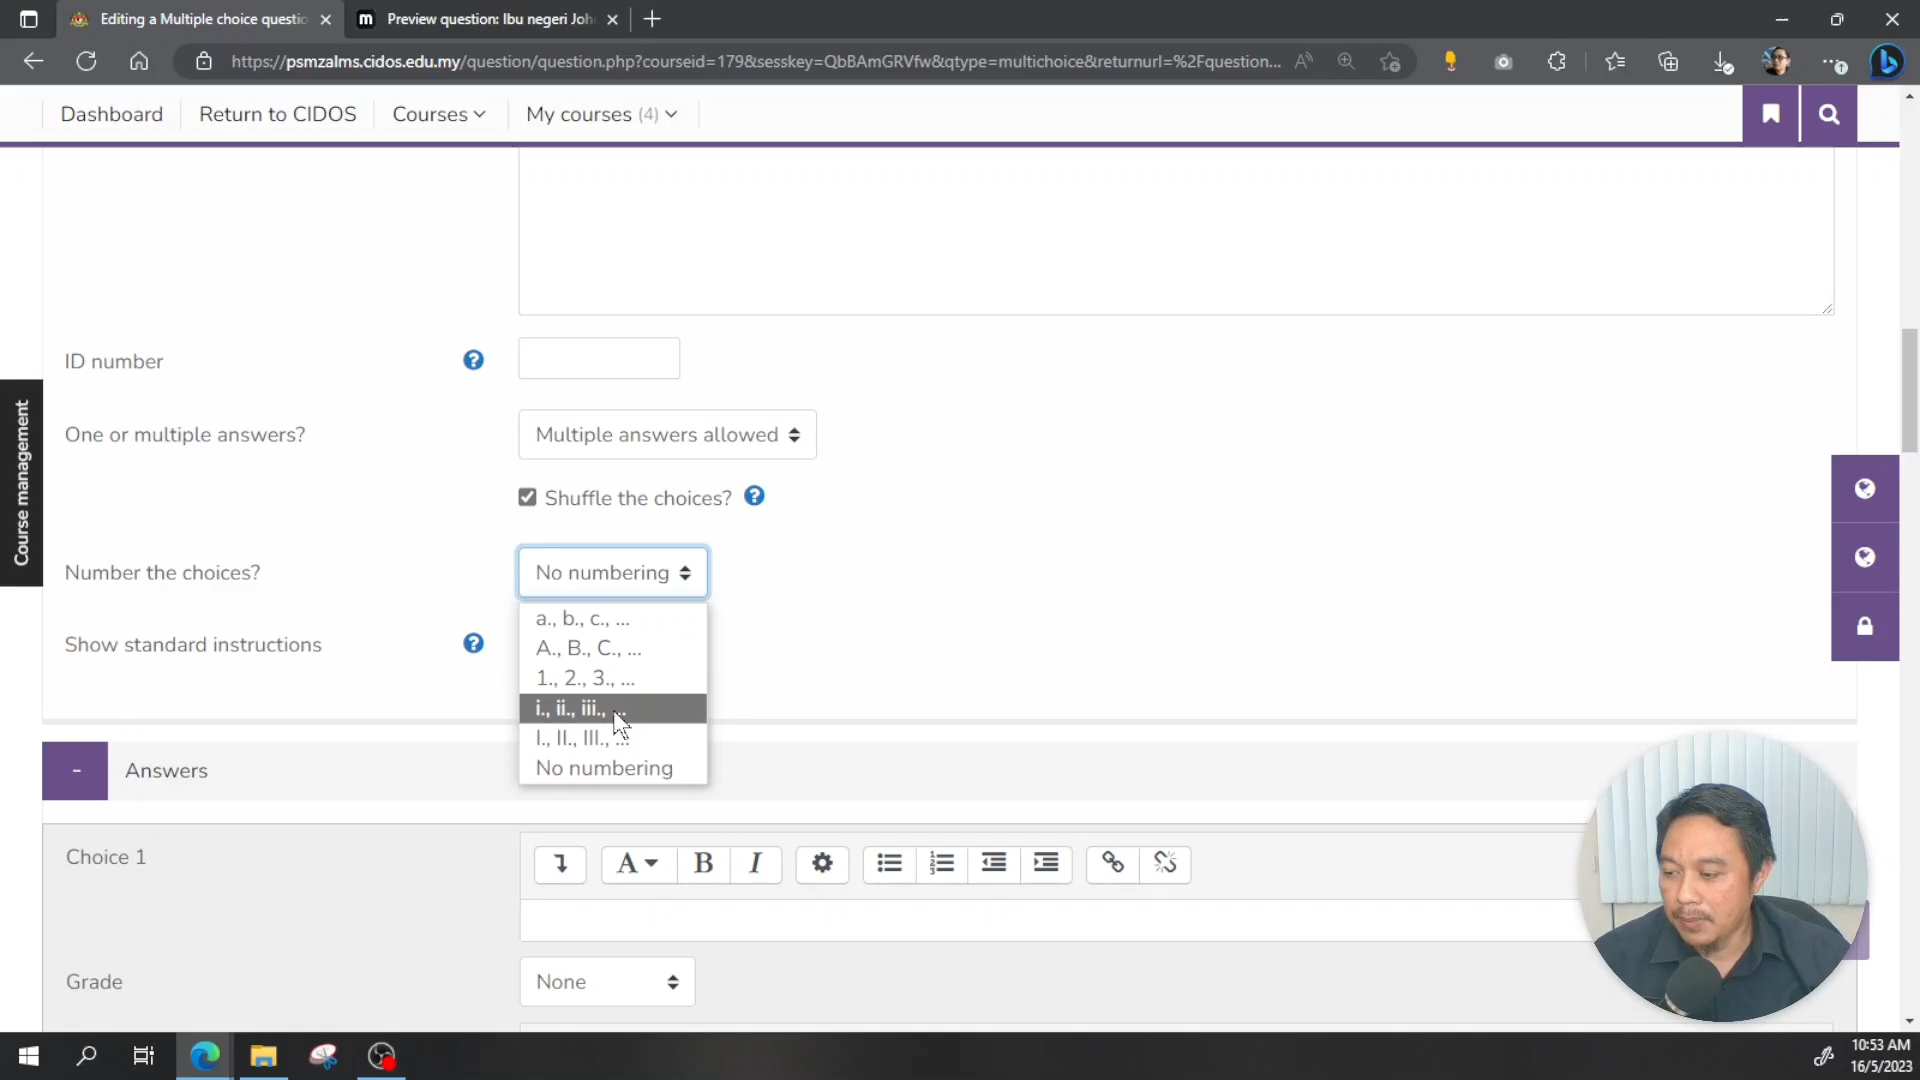 Editing a Multiple choice questio
Preview question: Ibu negeri Joh
https://psmzalms.cidos.edu.my/question/question.php?courseid=179&sesskey=QbBAmGRVfw&qtype=multichoice&returnurl=%2Fquestion...
Dashboard
Return to CIDOS
Courses
My courses (4)
Course management
ID number
One or multiple answers?
Multiple answers allowed
Shuffle the choices?
Number the choices?
No numbering
a., b., c., ...
A., B., C., ...
1., 2., 3., ...
i., ii., iii., ...
I., II., III., ...
No numbering
Show standard instructions
- Answers
Choice 1
A B I
Grade
None
10:53 AM
16/5/2023